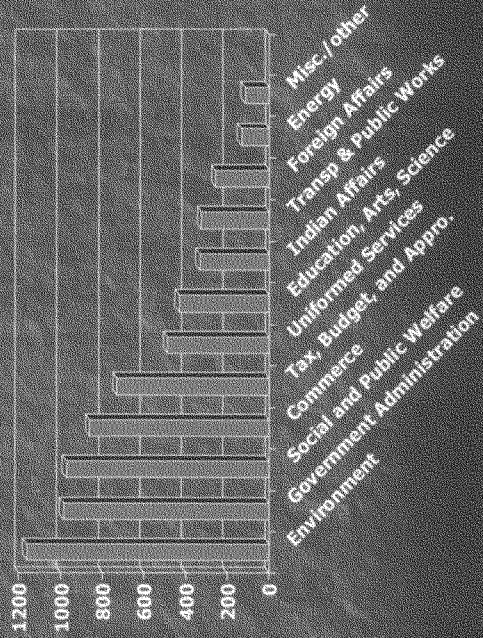 1200
1000
800
600
400
200
0
Environment
Government Administration
Social and Public Welfare
Commerce
Tax, Budget, and Appro.
Uniformed Services
Education, Arts, Science
Indian Affairs
Transp & Public Works
Foreign Affairs
Energy
Misc./other